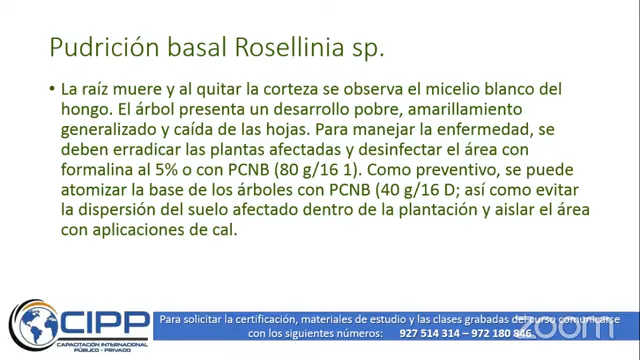 Pudrición basal Rosellinia sp.
• La raíz muere y al quitar la corteza se observa el micelio blanco del
hongo. El árbol presenta un desarrollo pobre, amarillamiento
generalizado y caída de las hojas. Para manejar la enfermedad, se
deben erradicar las plantas afectadas y desinfectar el área con
formalina al 5% o con PCNB (80 g/16 1). Como preventivo, se puede
atomizar la base de los árboles con PCNB (40 g/16 D; así como evitar
la dispersión del suelo afectado dentro de la plantación y aislar el área
con aplicaciones de cal.
CIPP
CAPACITACIÓN INTERNACIONAL
PÚBLICO - PRIVADO
Para solicitar la certificación, materiales de estudio y las clases grabadas del curso comunicarse
con los siguientes números: 927 514 314 – 972 180 846
zoom